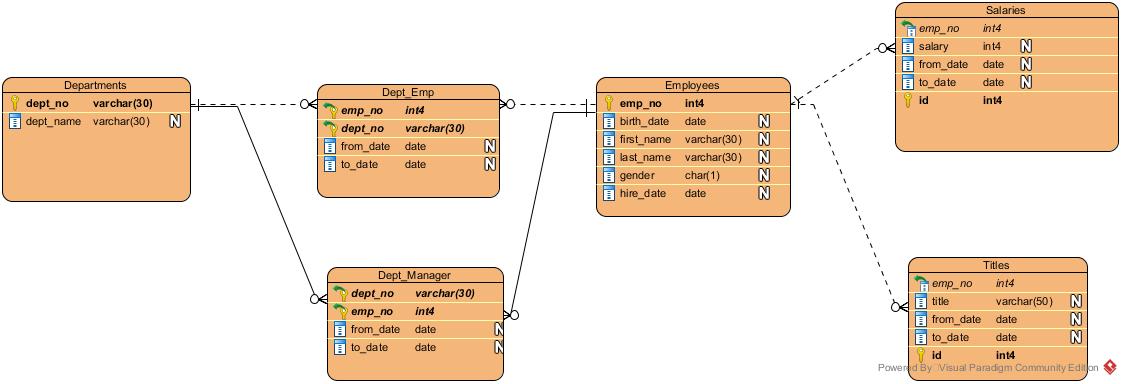 Departments
dept_no varchar(30)
dept_name varchar(30) N
Dept_Emp
emp_no int4
dept_no varchar(30)
from_date date N
to_date date N
Employees
emp_no int4
birth_date date N
first_name varchar(30) N
last_name varchar(30) N
gender char(1) N
hire_date date N
Salaries
emp_no int4
salary int4 N
from_date date N
to_date date N
id int4
Dept_Manager
dept_no varchar(30)
emp_no int4
from_date date N
to_date date N
Titles
emp_no int4
title varchar(50) N
from_date date N
to_date date N
id int4
Powered By Visual Paradigm Community Edition